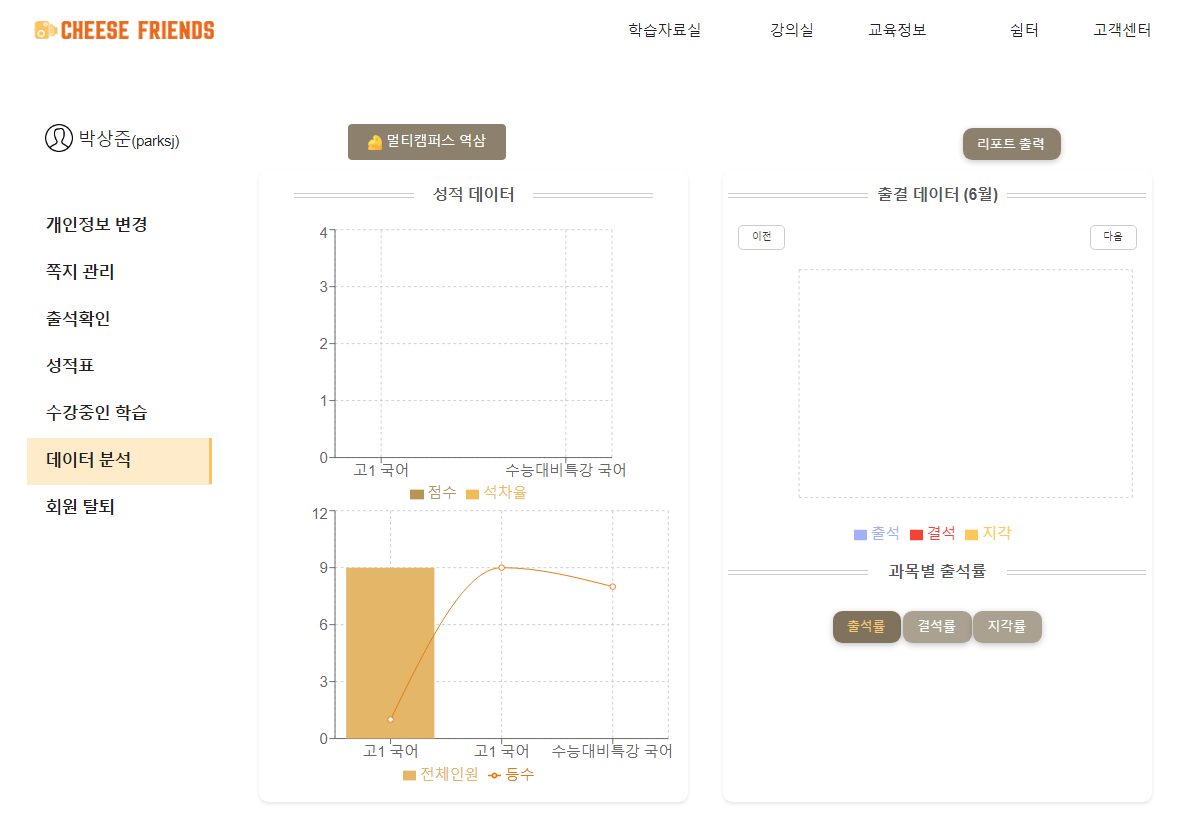 CHEESE FRIENDS
학습자료실 강의실 교육정보 쉼터 고객센터
박상준(parksj)
개인정보 변경
쪽지 관리
출석확인
성적표
수강중인 학습
데이터 분석
회원 탈퇴
멀티캠퍼스 역삼
성적 데이터
4
3
2
1
0
고1 국어 수능대비특강 국어
점수 석차율
12
9
6
3
0
고1 국어 고1 국어 수능대비특강 국어
전체인원 등수
리포트 출력
출결 데이터 (6월)
이전 다음
출석 결석 지각
과목별 출석률
출석률 결석률 지각률